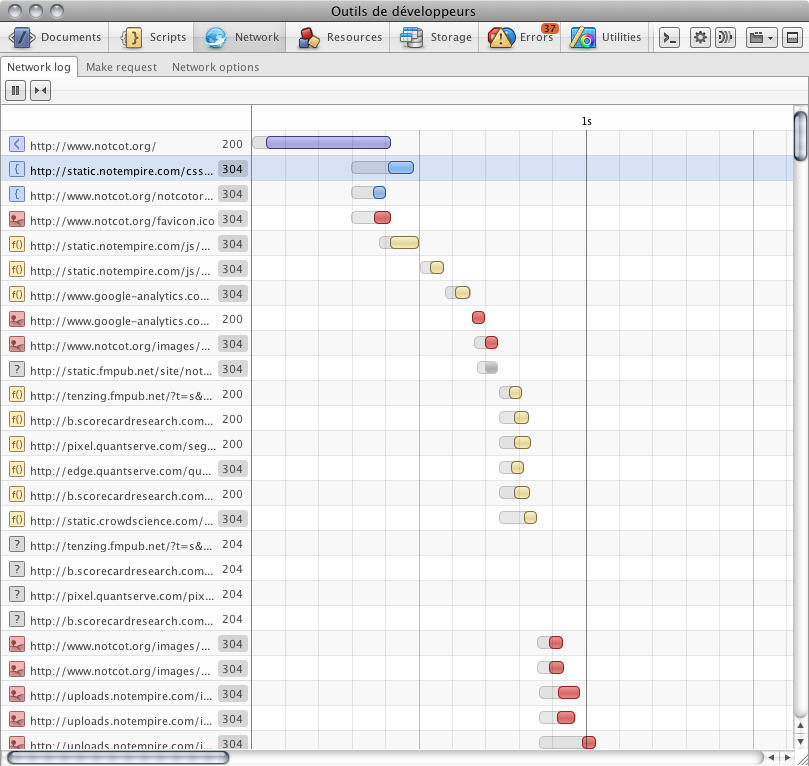 Outils de développeurs
Documents Scripts Network Resources Storage Errors 37 Utilities
Network log Make request Network options
1s
http://www.notcot.org/ 200
http://static.notempire.com/css... 304
http://www.notcot.org/notcotor... 304
http://www.notcot.org/favicon.ico 304
f() http://static.notempire.com/js/... 304
f() http://static.notempire.com/js/... 304
f() http://www.google-analytics.co... 304
http://www.google-analytics.co... 200
http://www.notcot.org/images/... 304
? http://static.fmpub.net/site/not... 304
f() http://tenzing.fmpub.net/?t=s&... 200
f() http://b.scorecardresearch.com... 200
f() http://pixel.quantserve.com/seg... 200
f() http://edge.quantserve.com/qu... 304
f() http://b.scorecardresearch.com... 200
f() http://static.crowdscience.com/... 304
? http://tenzing.fmpub.net/?t=s&... 204
? http://b.scorecardresearch.com... 204
? http://pixel.quantserve.com/pix... 204
? http://b.scorecardresearch.com... 204
http://www.notcot.org/images/... 304
http://www.notcot.org/images/... 304
http://uploads.notempire.com/i... 304
http://uploads.notempire.com/i... 304
http://uploads.notempire.com/i... 304